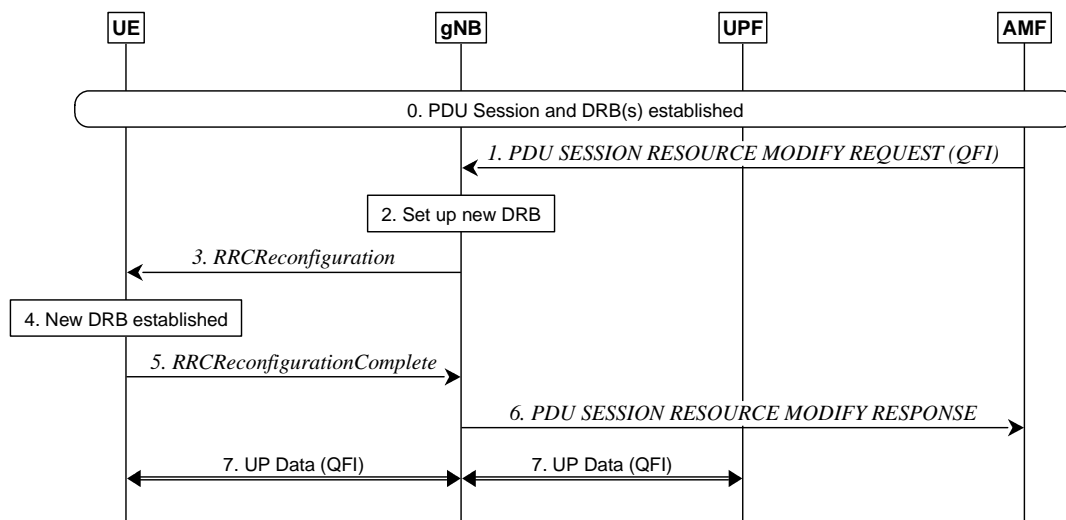 UE gNB UPF AMF
0. PDU Session and DRB(s) established
1. PDU SESSION RESOURCE MODIFY REQUEST (QFI)
2. Set up new DRB
3. RRCReconfiguration
4. New DRB established
5. RRCReconfigurationComplete
6. PDU SESSION RESOURCE MODIFY RESPONSE
7. UP Data (QFI) 7. UP Data (QFI)